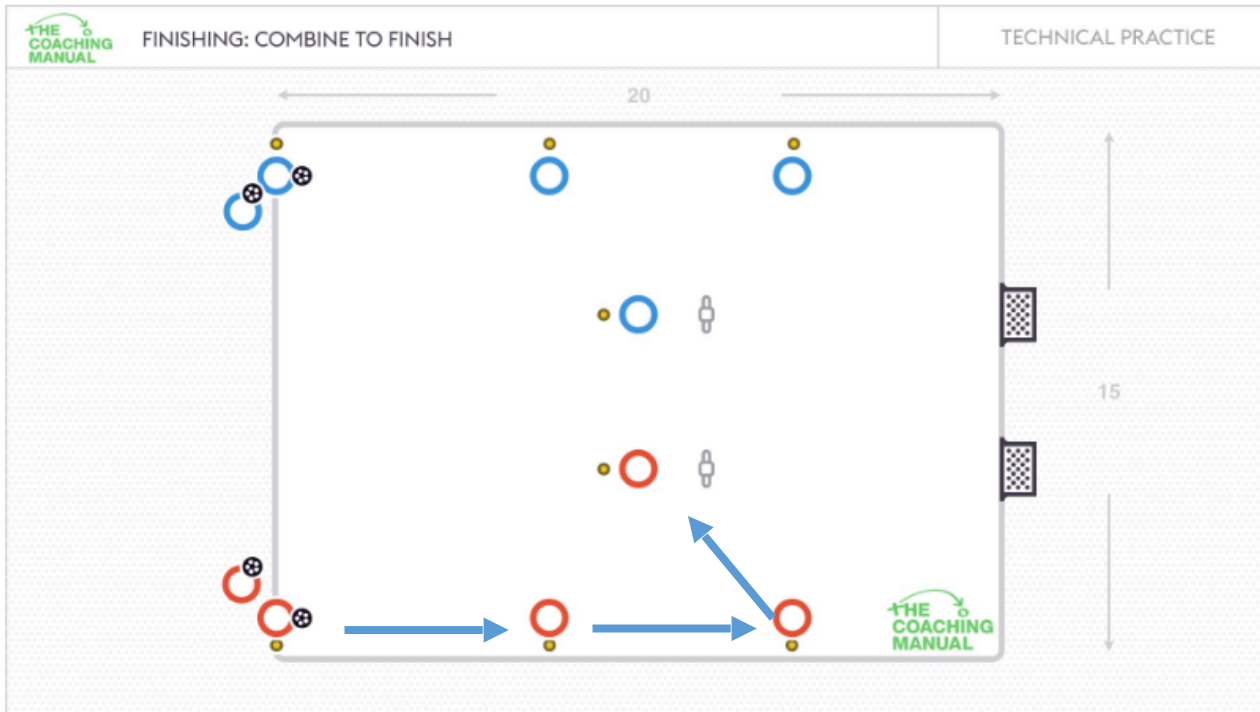 THE
COACHING
MANUAL
FINISHING: COMBINE TO FINISH
TECHNICAL PRACTICE
20
15
THE
COACHING
MANUAL